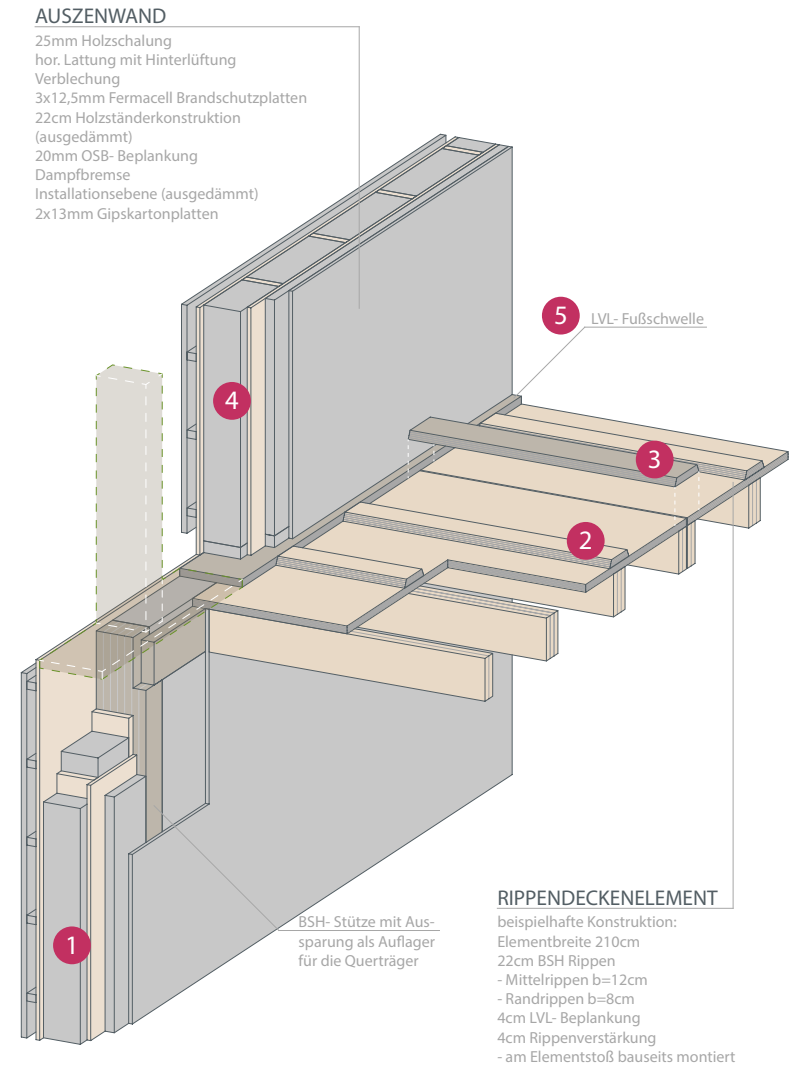 AUSZENWAND
25mm Holzschalung
hor. Lattung mit Hinterlüftung
Verblechung
3x12,5mm Fermacell Brandschutzplatten
22cm Holzständerkonstruktion
(ausgedämmt)
20mm OSB- Beplankung
Dampfbremse
Installationsebene (ausgedämmt)
2x13mm Gipskartonplatten
5
LVL- Fußschwelle
4
3
2
1
BSH- Stütze mit Aus-
sparung als Auflager
für die Querträger
RIPPENDECKENELEMENT
beispielhafte Konstruktion:
Elementbreite 210cm
22cm BSH Rippen
- Mittelrippen b=12cm
- Randrippen b=8cm
4cm LVL- Beplankung
4cm Rippenverstärkung
- am Elementstoß bauseits montiert